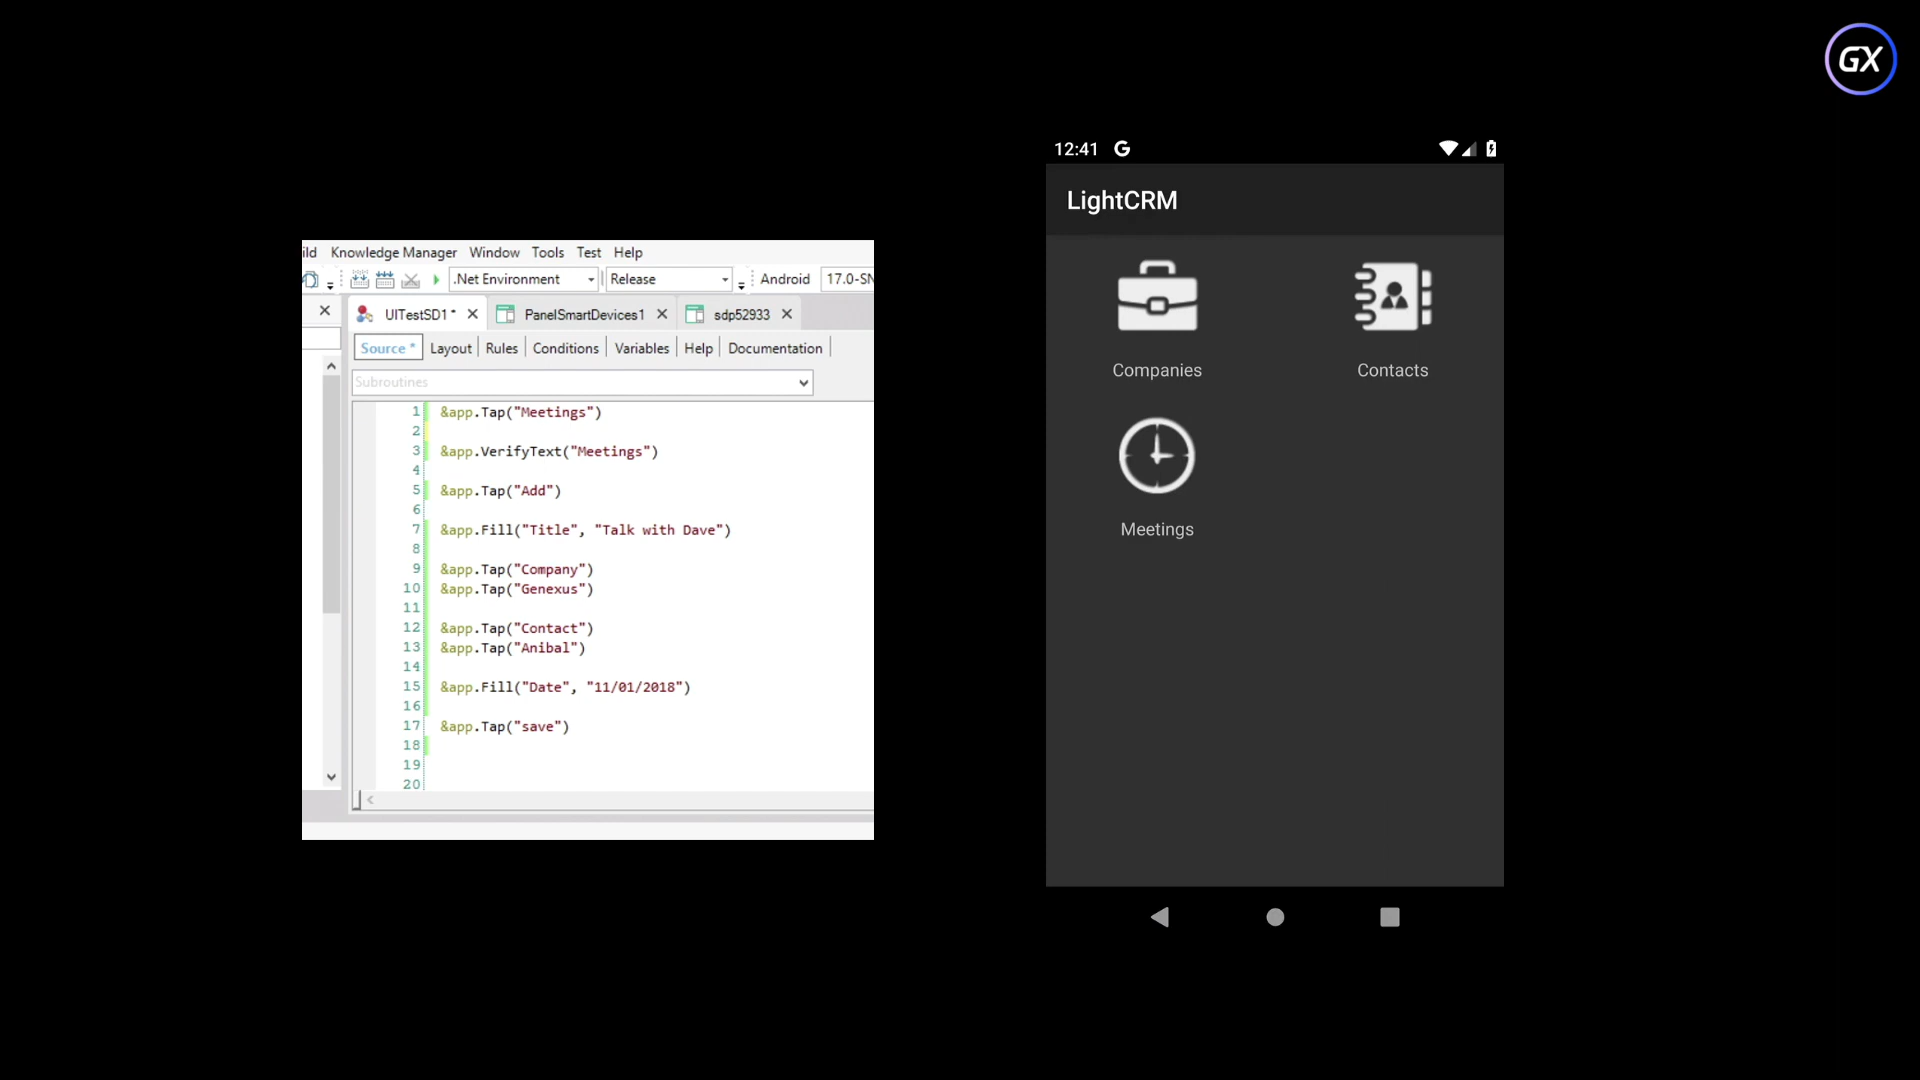 GX
ild Knowledge Manager Window Tools Test Help
.Net Environment Release Android 17.0-SN
UITestSD1 * PanelSmartDevices1 sdp52933
Source * Layout Rules Conditions Variables Help Documentation
Subroutines
1 &app.Tap("Meetings")
2
3 &app.VerifyText("Meetings")
4
5 &app.Tap("Add")
6
7 &app.Fill("Title", "Talk with Dave")
8
9 &app.Tap("Company")
10 &app.Tap("Genexus")
11
12 &app.Tap("Contact")
13 &app.Tap("Anibal")
14
15 &app.Fill("Date", "11/01/2018")
16
17 &app.Tap("save")
18
19
20
12:41 G
LightCRM
Companies Contacts
Meetings